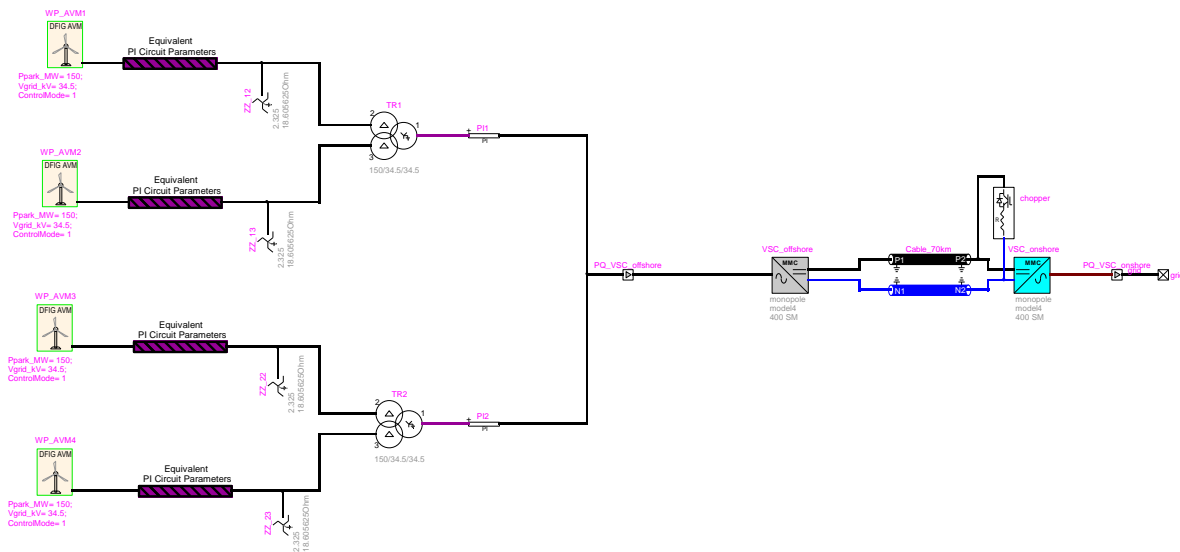 WP_AVM1
DFIG AVM
Ppark_MW= 150;
Vgrid_kV= 34.5;
ControlMode= 1
Equivalent
PI Circuit Parameters
ZZ_12
2.325
18.605625Ohm
WP_AVM2
DFIG AVM
Ppark_MW= 150;
Vgrid_kV= 34.5;
ControlMode= 1
Equivalent
PI Circuit Parameters
ZZ_13
2.325
18.605625Ohm
TR1
2
3
1
150/34.5/34.5
PI1
+
PI
WP_AVM3
DFIG AVM
Ppark_MW= 150;
Vgrid_kV= 34.5;
ControlMode= 1
Equivalent
PI Circuit Parameters
ZZ_22
2.325
18.605625Ohm
WP_AVM4
DFIG AVM
Ppark_MW= 150;
Vgrid_kV= 34.5;
ControlMode= 1
Equivalent
PI Circuit Parameters
ZZ_23
2.325
18.605625Ohm
TR2
2
3
1
150/34.5/34.5
PI2
+
PI
PQ_VSC_offshore
VSC_offshore
MMC
monopole
model4
400 SM
Cable_70km
P1
P2
N1
N2
chopper
R
VSC_onshore
MMC
monopole
model4
400 SM
PQ_VSC_onshore
grid
gri